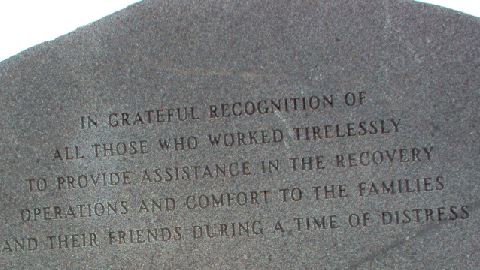 IN GRATEFUL RECOGNITION OF
ALL THOSE WHO WORKED TIRELESSLY
TO PROVIDE ASSISTANCE IN THE RECOVERY
OPERATIONS AND COMFORT TO THE FAMILIES
AND THEIR FRIENDS DURING A TIME OF DISTRESS